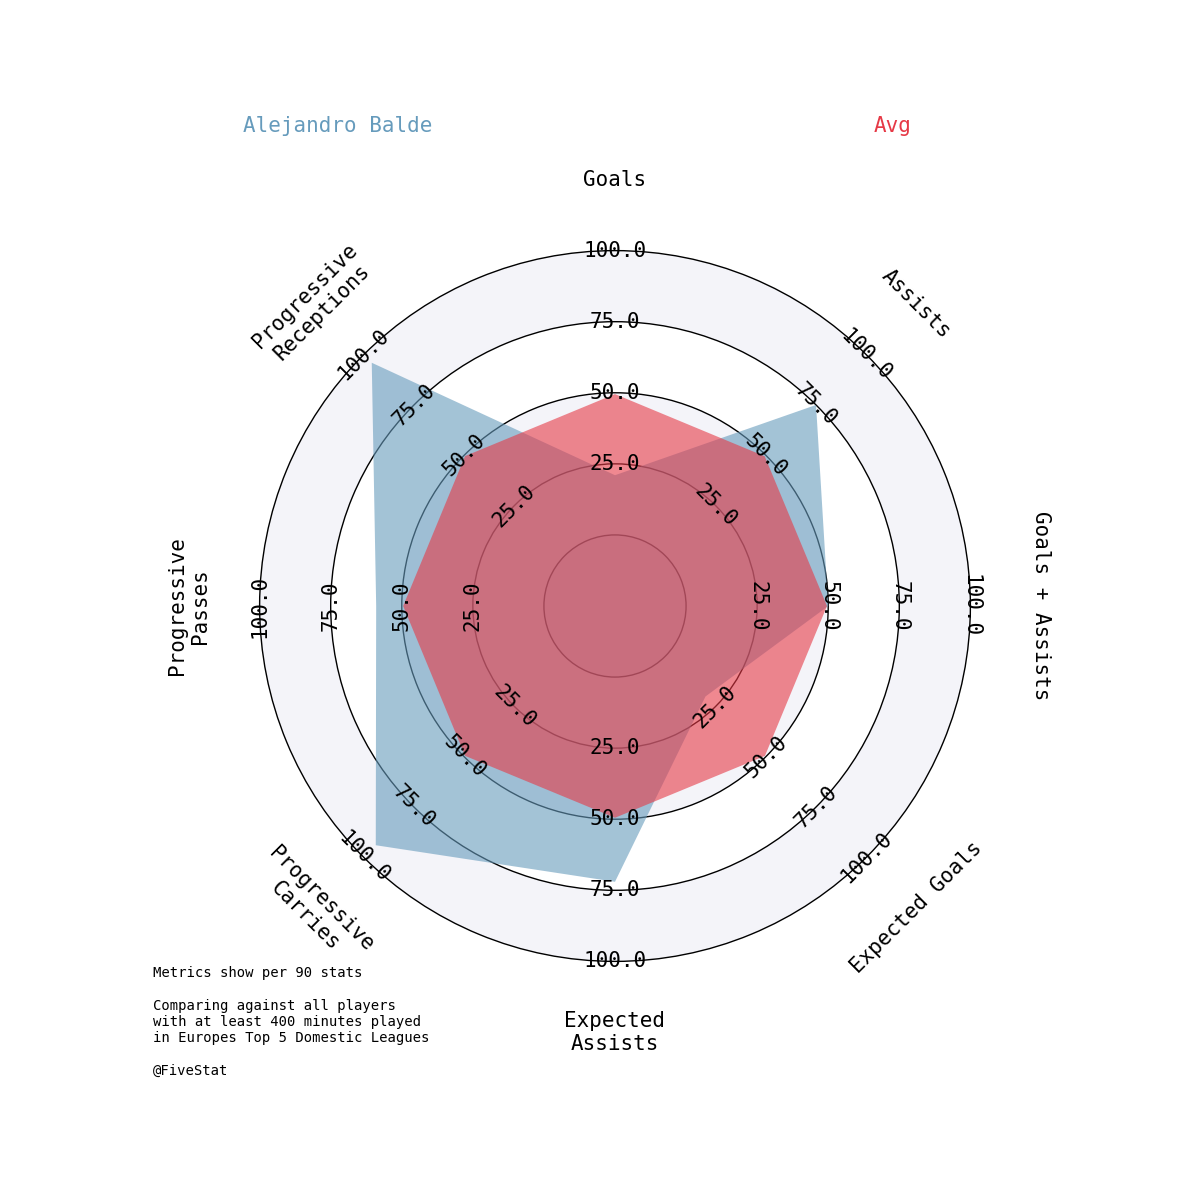 Alejandro Balde
Avg
Goals
Assists
Goals + Assists
Expected Goals
Expected
Assists
Progressive
Carries
Progressive
Passes
Progressive
Receptions
25.0
50.0
75.0
100.0
25.0
50.0
75.0
100.0
25.0
50.0
75.0
100.0
25.0
50.0
75.0
100.0
25.0
50.0
75.0
100.0
25.0
50.0
75.0
100.0
25.0
50.0
75.0
100.0
25.0
50.0
75.0
100.0
Metrics show per 90 stats
Comparing against all players
with at least 400 minutes played
in Europes Top 5 Domestic Leagues
@FiveStat